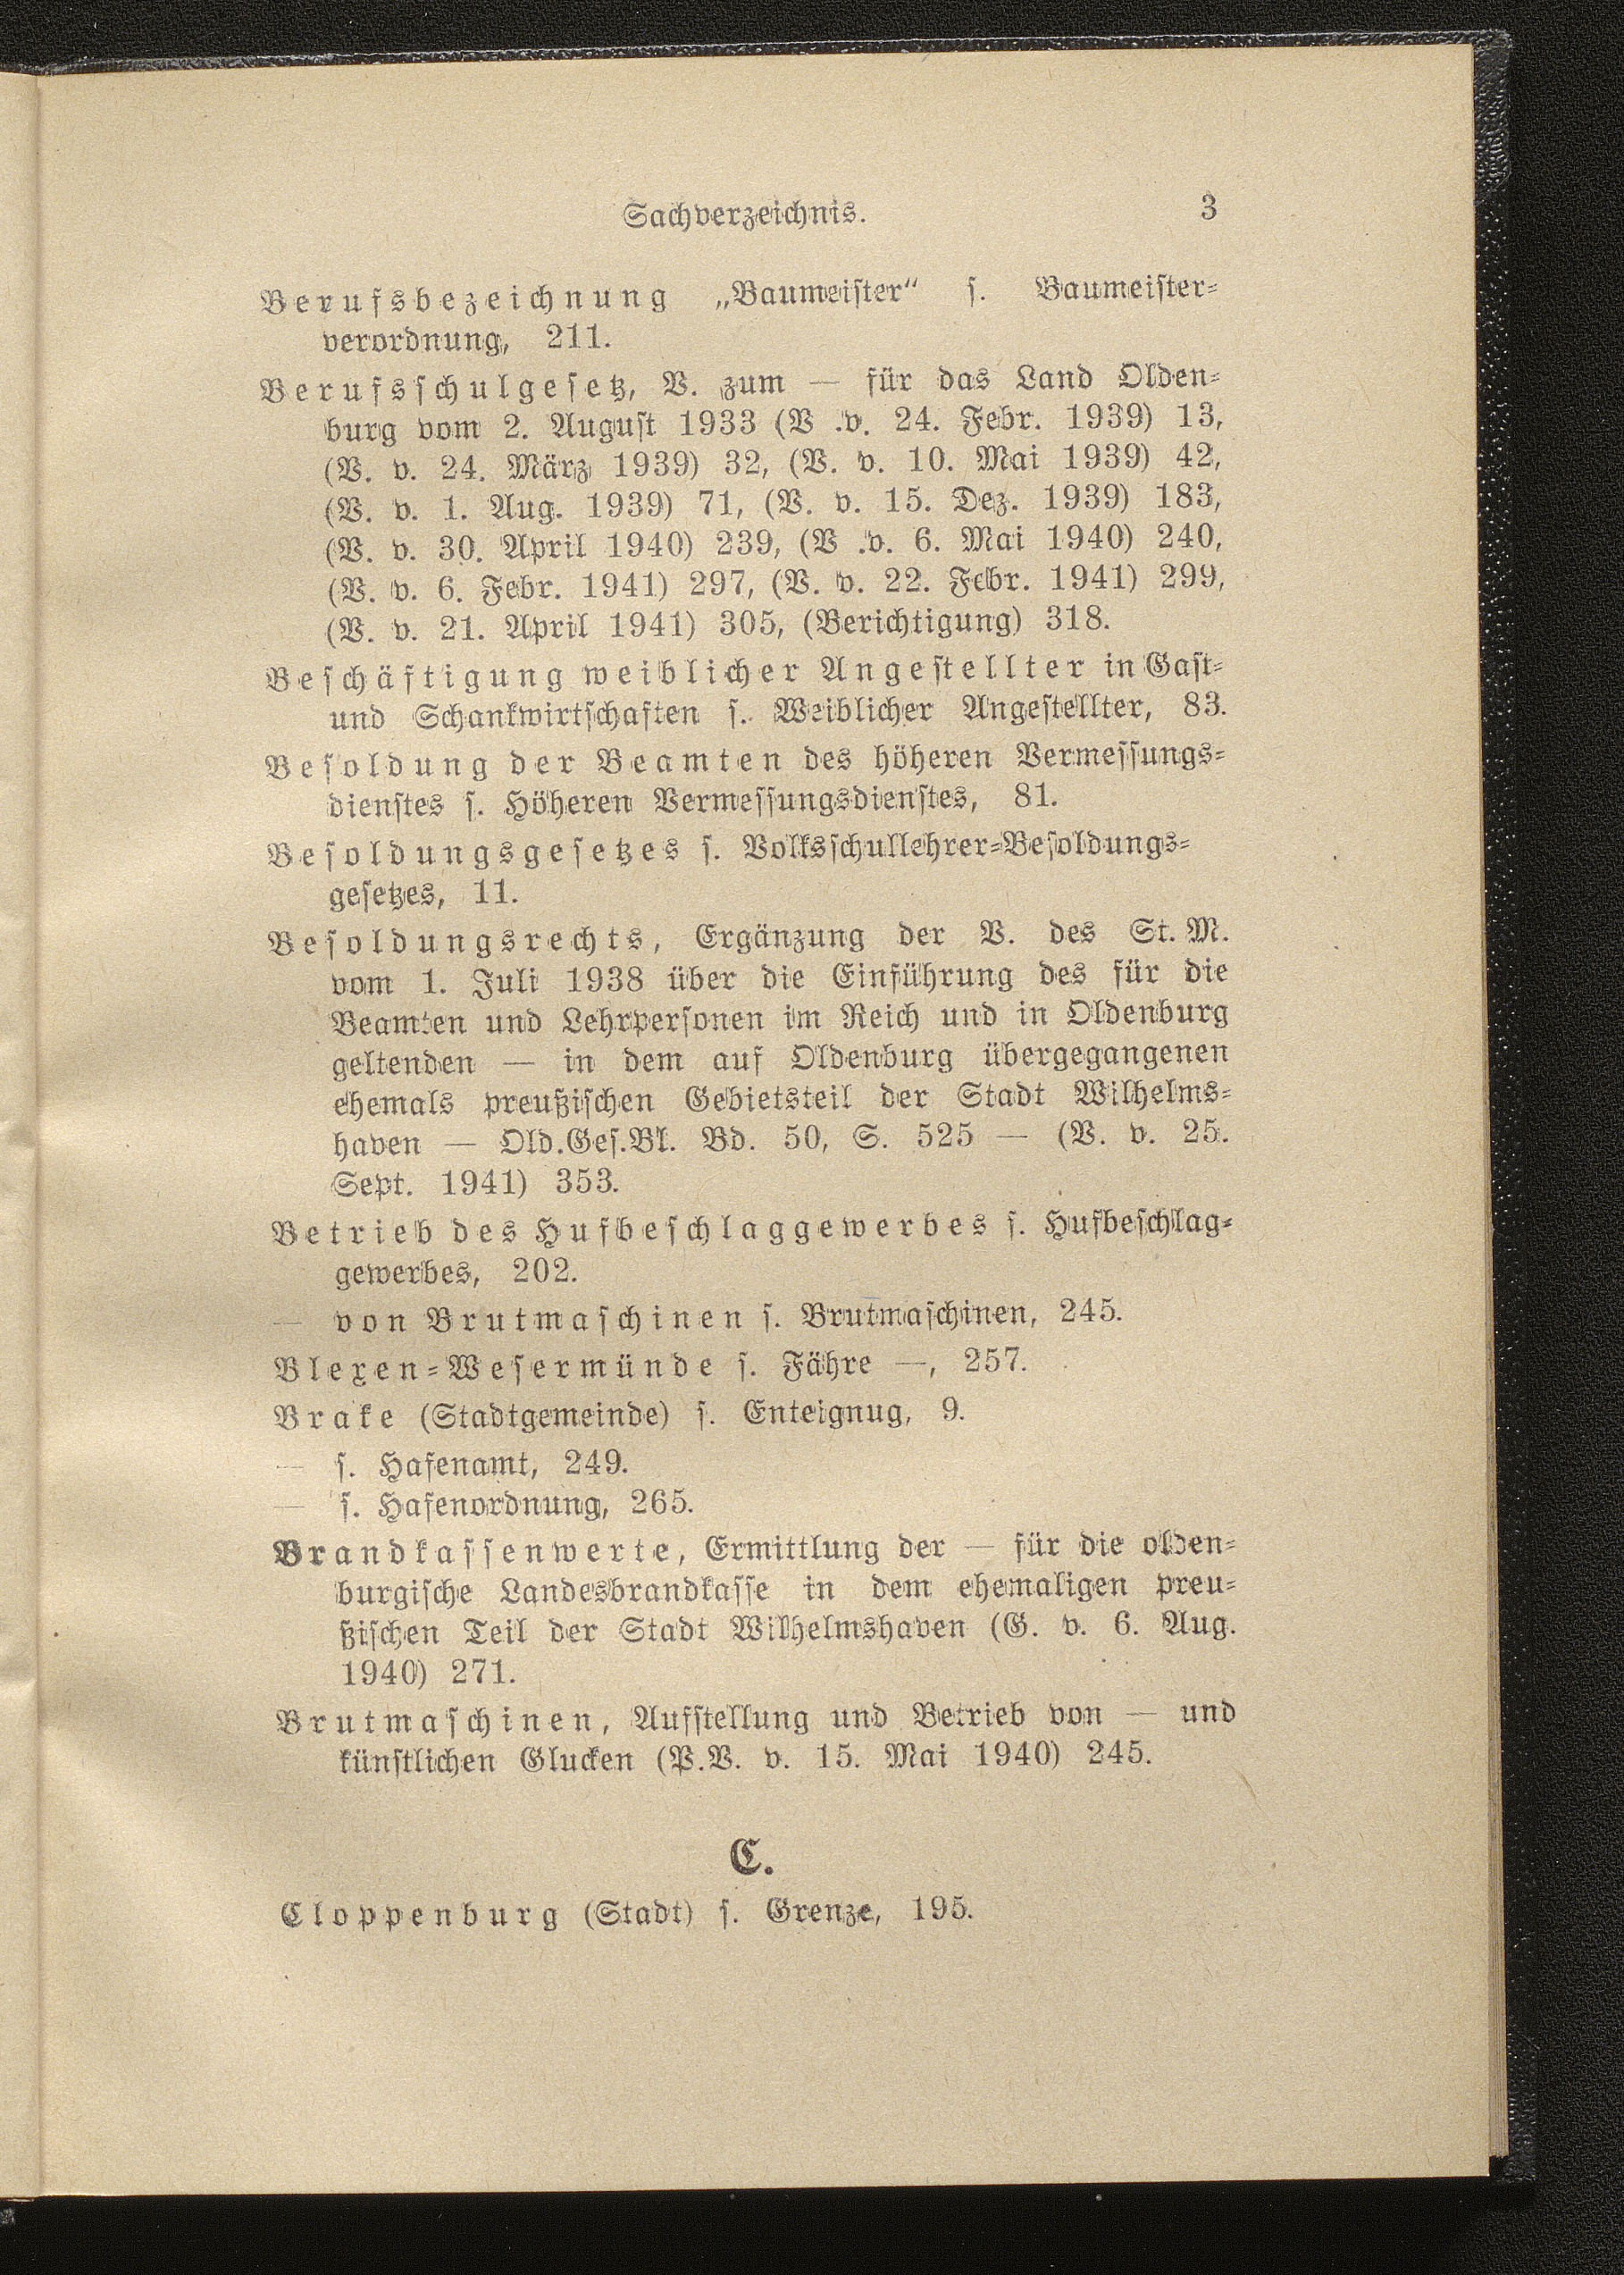 Sachverzeichnis. 3
Berufsbezeichnung „Baumeister“ s. Baumeister-
verordnung, 211.
Berufsschulgesetz, V. zum — für das Land Olden-
burg vom 2. August 1933 (V .v. 24. Febr. 1939) 13,
(V. v. 24. März 1939) 32, (V. v. 10. Mai 1939) 42,
(V. v. 1. Aug. 1939) 71, (V. v. 15. Dez. 1939) 183,
(V. v. 30. April 1940) 239, (V .v. 6. Mai 1940) 240,
(V. v. 6. Febr. 1941) 297, (V. v. 22. Febr. 1941) 299,
(V. v. 21. April 1941) 305, (Berichtigung) 318.
Beschäftigung weiblicher Angestellter in Gast-
und Schankwirtschaften s. Weiblicher Angestellter, 83.
Besoldung der Beamten des höheren Vermessungs-
dienstes s. Höheren Vermessungsdienstes, 81.
Besoldungsgesetzes s. Volksschullehrer-Besoldungs-
gesetzes, 11.
Besoldungsrechts, Ergänzung der V. des St. M.
vom 1. Juli 1938 über die Einführung des für die
Beamten und Lehrpersonen im Reich und in Oldenburg
geltenden — in dem auf Oldenburg übergegangenen
ehemals preußischen Gebietsteil der Stadt Wilhelms-
haven — Old.Ges.Bl. Bd. 50, S. 525 — (V. v. 25.
Sept. 1941) 353.
Betrieb des Hufbeschlaggewerbes s. Hufbeschlag-
gewerbes, 202.
— von Brutmaschinen s. Brutmaschinen, 245.
Blexen-Wesermünde s. Fähre —, 257.
Brake (Stadtgemeinde) s. Enteignug, 9.
— s. Hafenamt, 249.
— s. Hafenordnung, 265.
Brandkassenwerte, Ermittlung der — für die olden-
burgische Landesbrandkasse in dem ehemaligen preu-
ßischen Teil der Stadt Wilhelmshaven (G. v. 6. Aug.
1940) 271.
Brutmaschinen, Aufstellung und Betrieb von — und
künstlichen Glucken (P.V. v. 15. Mai 1940) 245.
C.
Cloppenburg (Stadt) s. Grenze, 195.